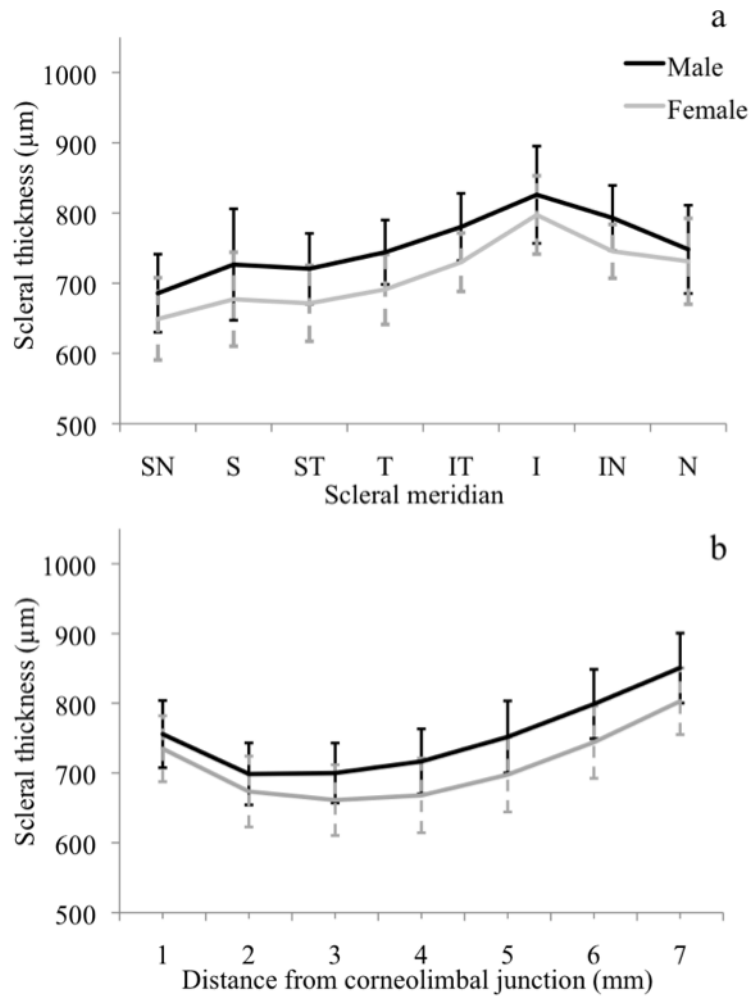 a
Male
Female
1000
900
800
700
600
500
Scleral thickness (µm)
SN S ST T IT I IN N
Scleral meridian
b
1000
900
800
700
600
500
Scleral thickness (µm)
1 2 3 4 5 6 7
Distance from corneolimbal junction (mm)